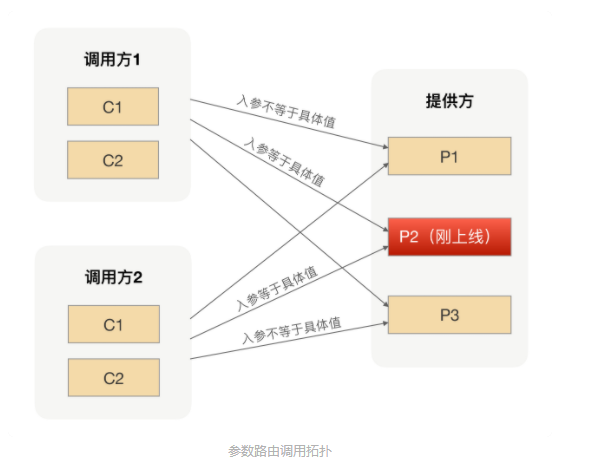 调用方1
C1
C2
入参不等于具体值
入参等于具体值
提供方
P1
P2（刚上线）
P3
调用方2
C1
C2
入参等于具体值
入参不等于具体值
参数路由调用拓扑